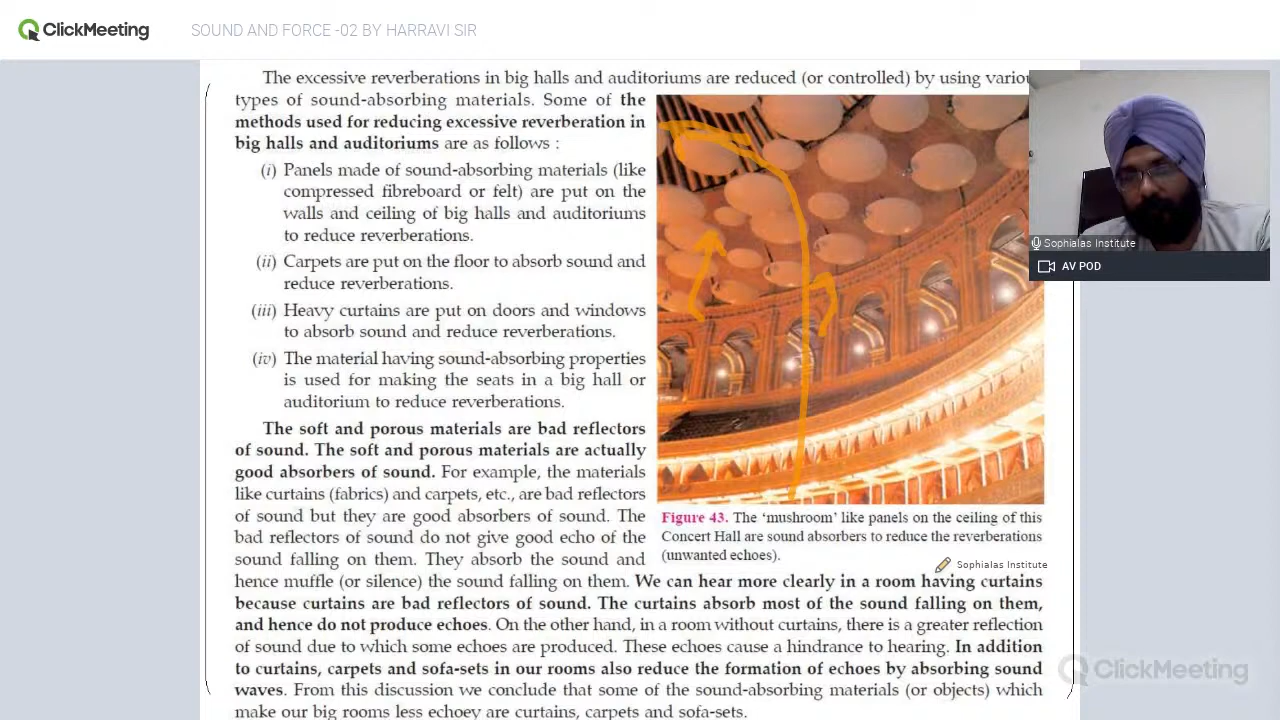 ClickMeeting
SOUND AND FORCE -02 BY HARRAVI SIR
The excessive reverberations in big halls and auditoriums are reduced (or controlled) by using
types of sound-absorbing materials. Some of the
methods used for reducing excessive reverberation in
big halls and auditoriums are as follows :
(i) Panels made of sound-absorbing materials (like
compressed fibreboard or felt) are put on the
walls and ceiling of big halls and auditoriums
to reduce reverberations.
(ii) Carpets are put on the floor to absorb sound and
reduce reverberations.
(iii) Heavy curtains are put on doors and windows
to absorb sound and reduce reverberations.
(iv) The material having sound-absorbing properties
is used for making the seats in a big hall or
auditorium to reduce reverberations.
The soft and porous materials are bad reflectors
of sound. The soft and porous materials are actually
good absorbers of sound. For example, the materials
like curtains (fabrics) and carpets, etc., are bad reflectors
of sound but they are good absorbers of sound. The
bad reflectors of sound do not give good echo of the
sound falling on them. They absorb the sound and
hence muffle (or silence) the sound falling on them. We can hear more clearly in a room having curtains
because curtains are bad reflectors of sound. The curtains absorb most of the sound falling on them,
and hence do not produce echoes. On the other hand, in a room without curtains, there is a greater reflection
of sound due to which some echoes are produced. These echoes cause a hindrance to hearing. In addition
to curtains, carpets and sofa-sets in our rooms also reduce the formation of echoes by absorbing sound
waves. From this discussion we conclude that some of the sound-absorbing materials (or objects) which
make our big rooms less echoey are curtains, carpets and sofa-sets.
Figure 43. The ‘mushroom’ like panels on the ceiling of this
Concert Hall are sound absorbers to reduce the reverberations
(unwanted echoes).
Sophialas Institute
Sophialas Institute
AV POD
ClickMeeting